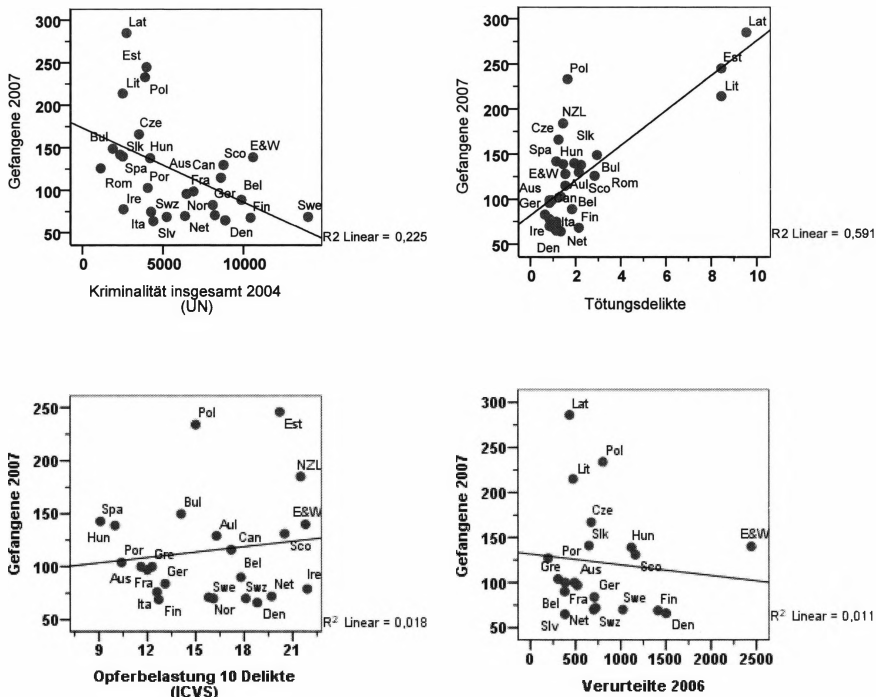 Gefangene 2007
300
250
200
150
100
50
Lat
Est
Pol
Lit
Cze
Bul
Slk
Hun
Aus
Can
Sco
E&W
Spa
Rom
Por
Fra
Ire
Ger
Bel
Swz
Nor
Fin
Swe
Ita
Slv
Net
Den
R2 Linear = 0,225
0
5000
10000
Kriminalität insgesamt 2004
(UN)
Gefangene 2007
300
250
200
150
100
50
Lat
Est
Pol
Lit
NZL
Cze
Slk
Spa
Hun
Bul
E&W
Aul
Sco
Rom
Aus
Can
Ger
Bel
Fin
Ita
Ire
Net
Den
R2 Linear = 0,591
0
2
4
6
8
10
Tötungsdelikte
Gefangene 2007
250
200
150
100
50
Pol
Est
NZL
Spa
Bul
E&W
Hun
Aul
Can
Sco
Por
Gre
Aus
Fra
Ger
Bel
Ita
Swe
Swz
Net
Ire
Fin
Nor
Den
R² Linear = 0,018
9
12
15
18
21
Opferbelastung 10 Delikte
(ICVS)
Gefangene 2007
300
250
200
150
100
50
Lat
Pol
Lit
Cze
Slk
Hun
E&W
Por
Sco
Gre
Aus
Ger
Bel
Fra
Swe
Fin
Slv
Net
Swz
Den
R² Linear = 0,011
0
500
1000
1500
2000
2500
Verurteilte 2006